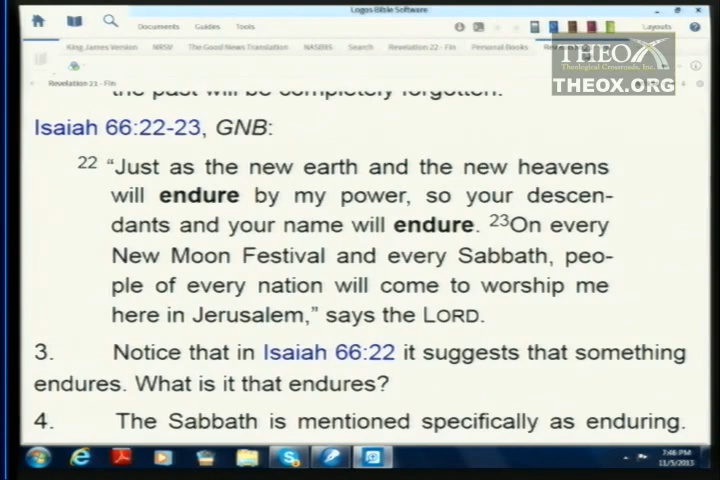 Logos Bible Software
Documents Guides Tools Layouts
King James Version NRSV The Good News Translation NASB95 Search Revelation 22 - Fin Personal Books
THEOX
Theological Crossroads, Inc.
THEOX.ORG
Revelation 21 - Fin
the past will be completely forgotten.
Isaiah 66:22-23, GNB:
22 “Just as the new earth and the new heavens
will endure by my power, so your descen-
dants and your name will endure. 23On every
New Moon Festival and every Sabbath, peo-
ple of every nation will come to worship me
here in Jerusalem,” says the LORD.
3. Notice that in Isaiah 66:22 it suggests that something
endures. What is it that endures?
4. The Sabbath is mentioned specifically as enduring.
7:46 PM
11/5/2013